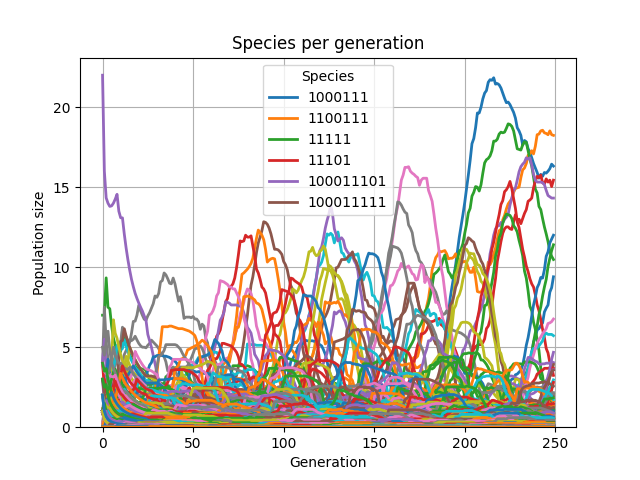 Species per generation
Species
1000111
1100111
11111
11101
100011101
100011111
20
15
10
5
0
0 50 100 150 200 250
Generation
Population size